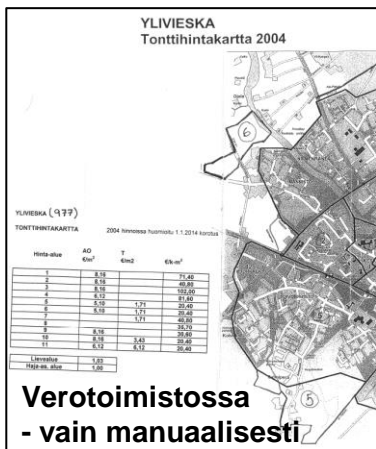 YLIVIESKA
Tonttihintakartta 2004
6
YLIVIESKA (977)
TONTTIHINTAKARTTA 2004 hinnoissa huomioitu 1.1.2014 korotus
Hinta-alue AO €/m² T €/m2 €/k-m²
1 8,16 71,40
2 8,16 40,80
3 8,16 102,00
4 6,12 81,60
5 5,10 1,71 20,40
6 5,10 1,71 20,40
7 1,71 40,80
8 35,70
9 8,16 30,60
10 8,16 3,43 20,40
11 6,12 6,12 20,40
Lievealue 1,03
Haja-as. alue 1,00
Verotoimistossa
- vain manuaalisesti
5